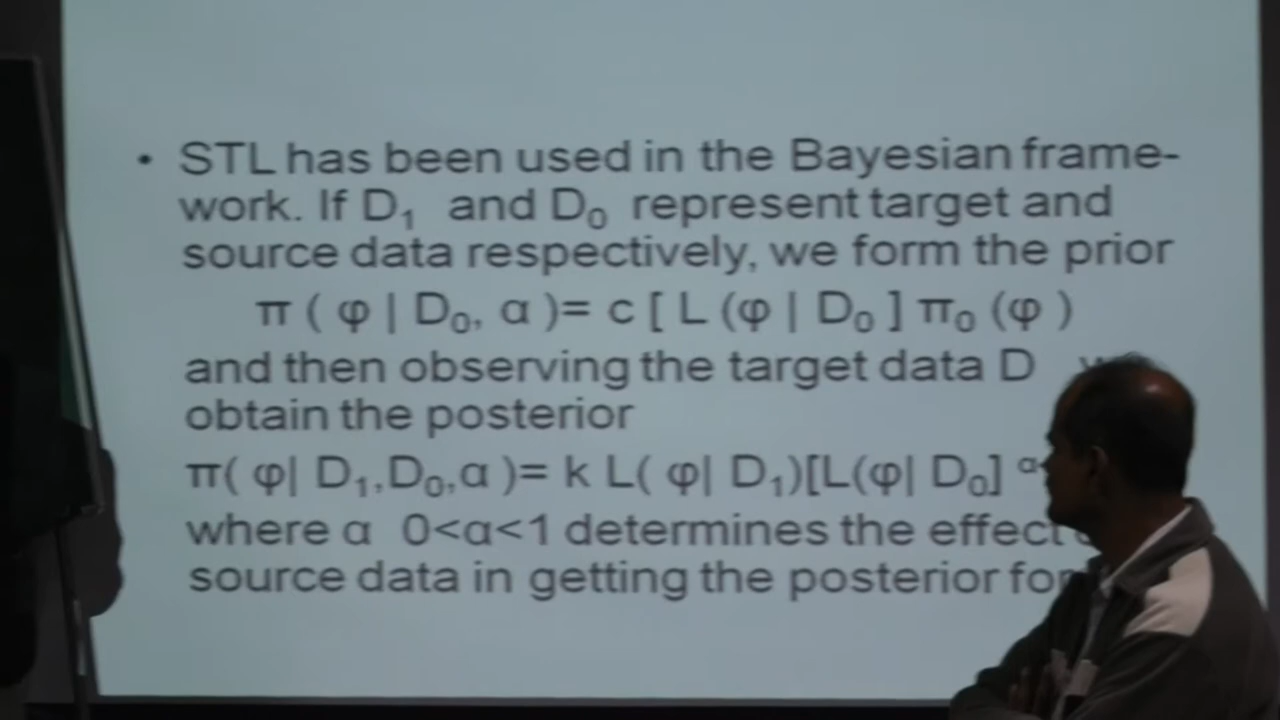 • STL has been used in the Bayesian frame-
work. If D₁ and D₀ represent target and
source data respectively, we form the prior
π ( φ | D₀, α )= c [ L (φ | D₀ ] π₀ (φ )
and then observing the target data D
obtain the posterior
π( φ| D₁,D₀,α )= k L( φ| D₁)[L(φ| D₀] α
where α 0<α<1 determines the effect
source data in getting the posterior for